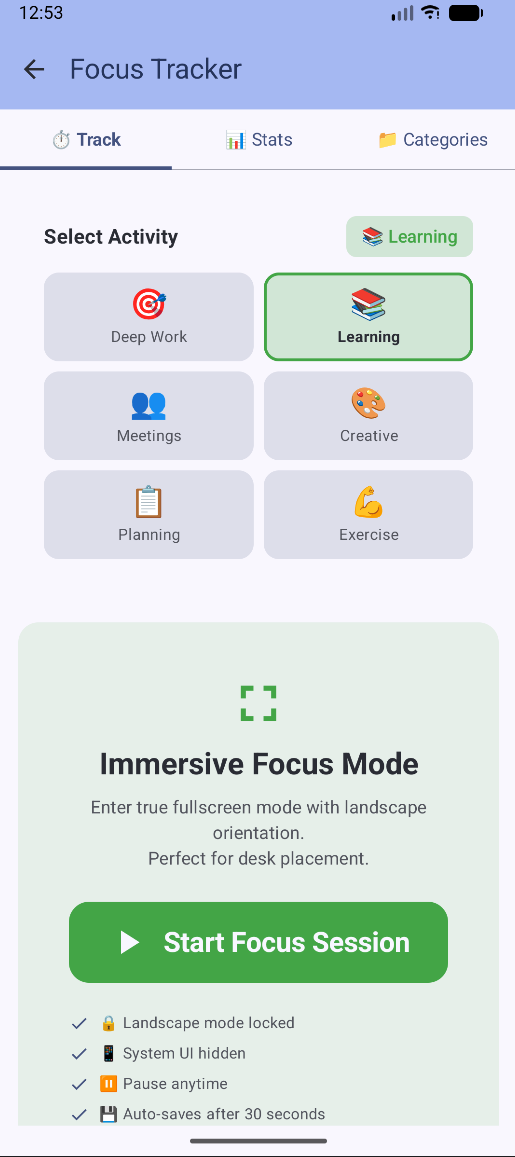 12:53
Focus Tracker
Track
Stats
Categories
Select Activity
Learning
Deep Work
Learning
Meetings
Creative
Planning
Exercise
Immersive Focus Mode
Enter true fullscreen mode with landscape
orientation.
Perfect for desk placement.
Start Focus Session
Landscape mode locked
System UI hidden
Pause anytime
Auto-saves after 30 seconds